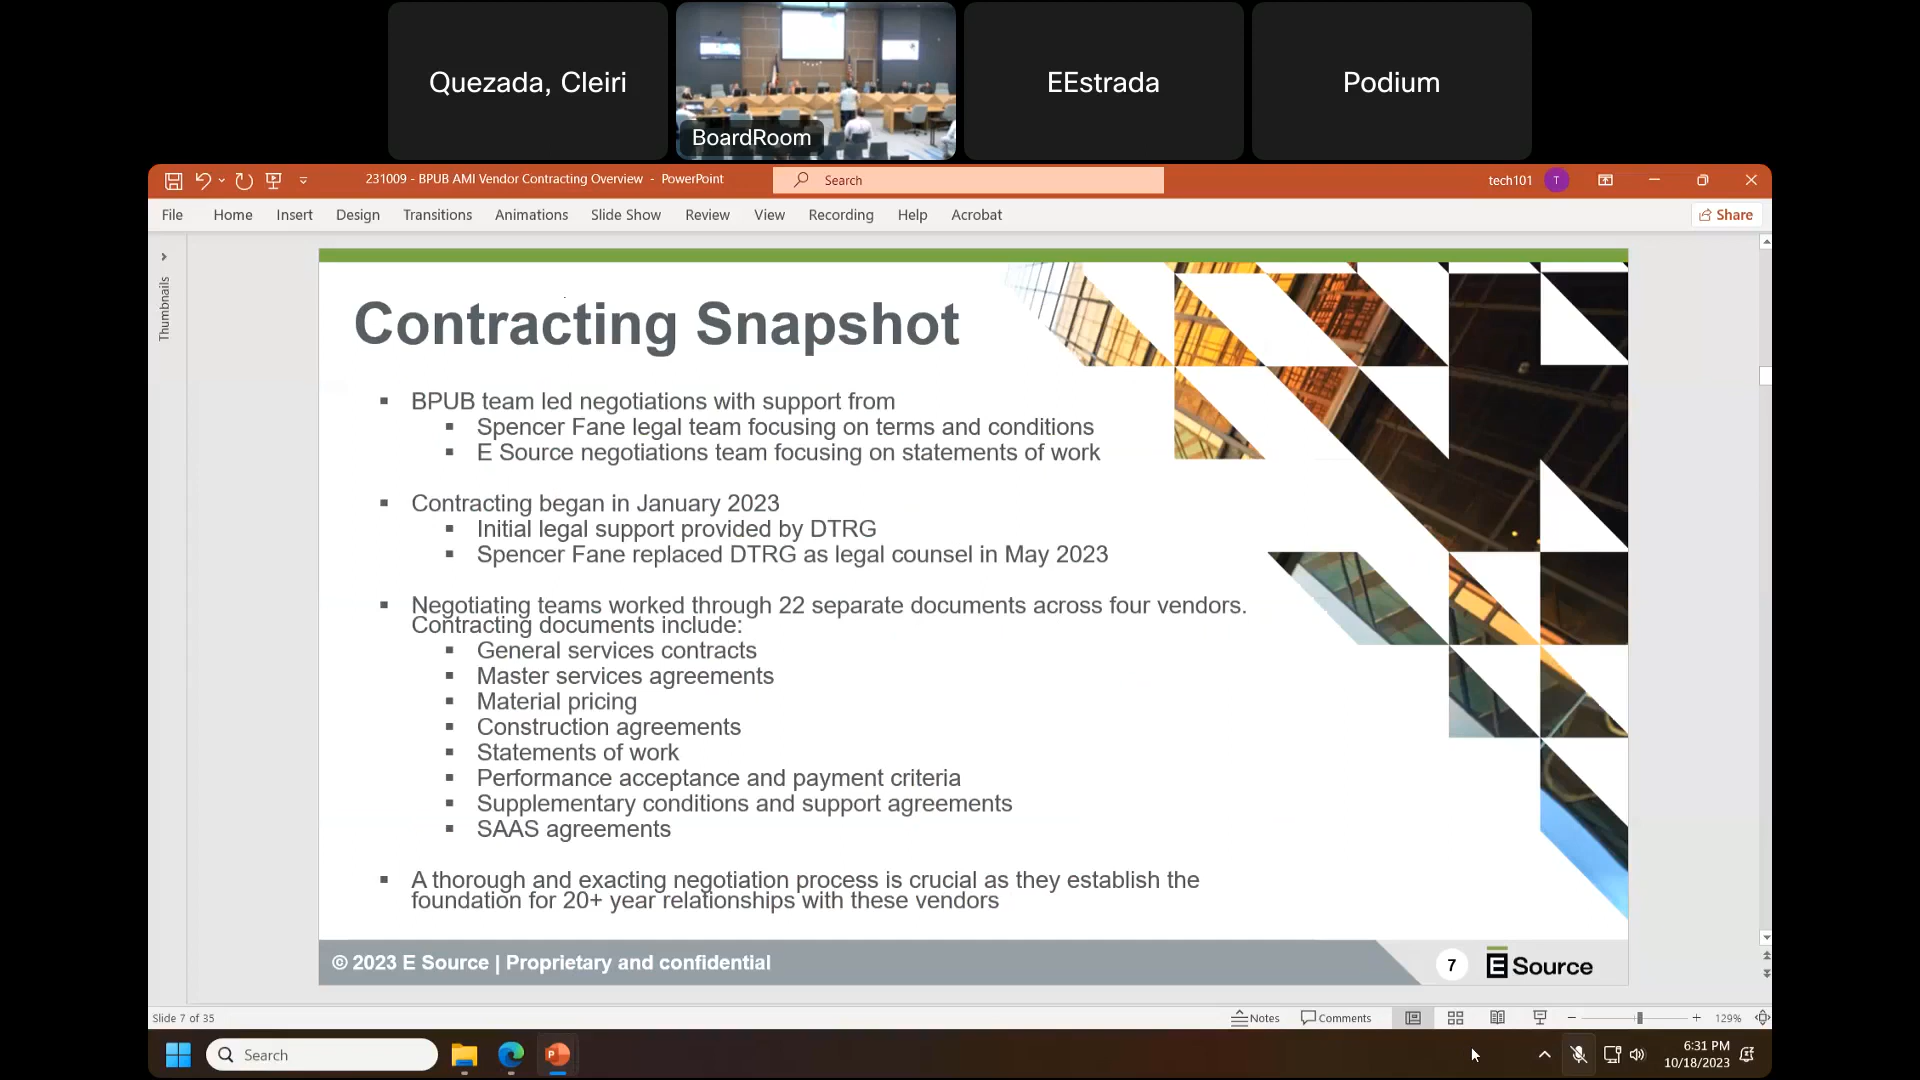 Quezada, Cleiri
BoardRoom
EEstrada
Podium
231009 - BPUB AMI Vendor Contracting Overview - PowerPoint
Search
tech101
T
File
Home
Insert
Design
Transitions
Animations
Slide Show
Review
View
Recording
Help
Acrobat
Share
Thumbnails
Contracting Snapshot
BPUB team led negotiations with support from
Spencer Fane legal team focusing on terms and conditions
E Source negotiations team focusing on statements of work
Contracting began in January 2023
Initial legal support provided by DTRG
Spencer Fane replaced DTRG as legal counsel in May 2023
Negotiating teams worked through 22 separate documents across four vendors.
Contracting documents include:
General services contracts
Master services agreements
Material pricing
Construction agreements
Statements of work
Performance acceptance and payment criteria
Supplementary conditions and support agreements
SAAS agreements
A thorough and exacting negotiation process is crucial as they establish the
foundation for 20+ year relationships with these vendors
© 2023 E Source | Proprietary and confidential
7
E Source
Slide 7 of 35
Notes
Comments
129%
Search
6:31 PM
10/18/2023